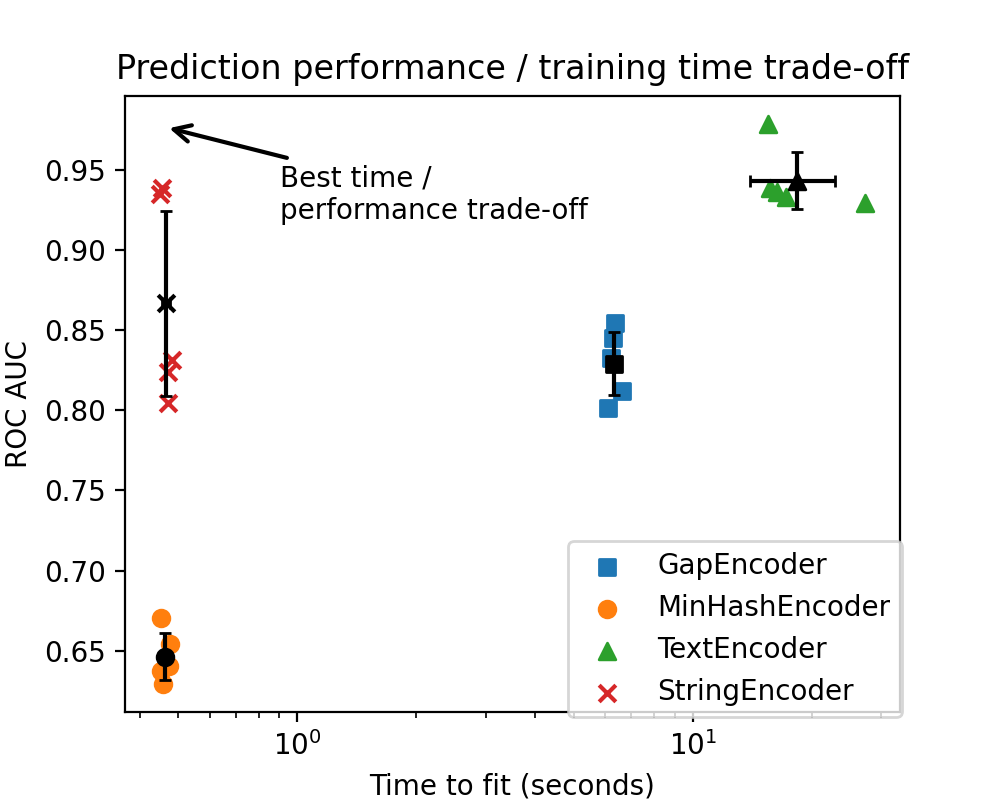 Prediction performance / training time trade-off
Best time /
performance trade-off
ROC AUC
0.95
0.90
0.85
0.80
0.75
0.70
0.65
GapEncoder
MinHashEncoder
TextEncoder
StringEncoder
10⁰
10¹
Time to fit (seconds)